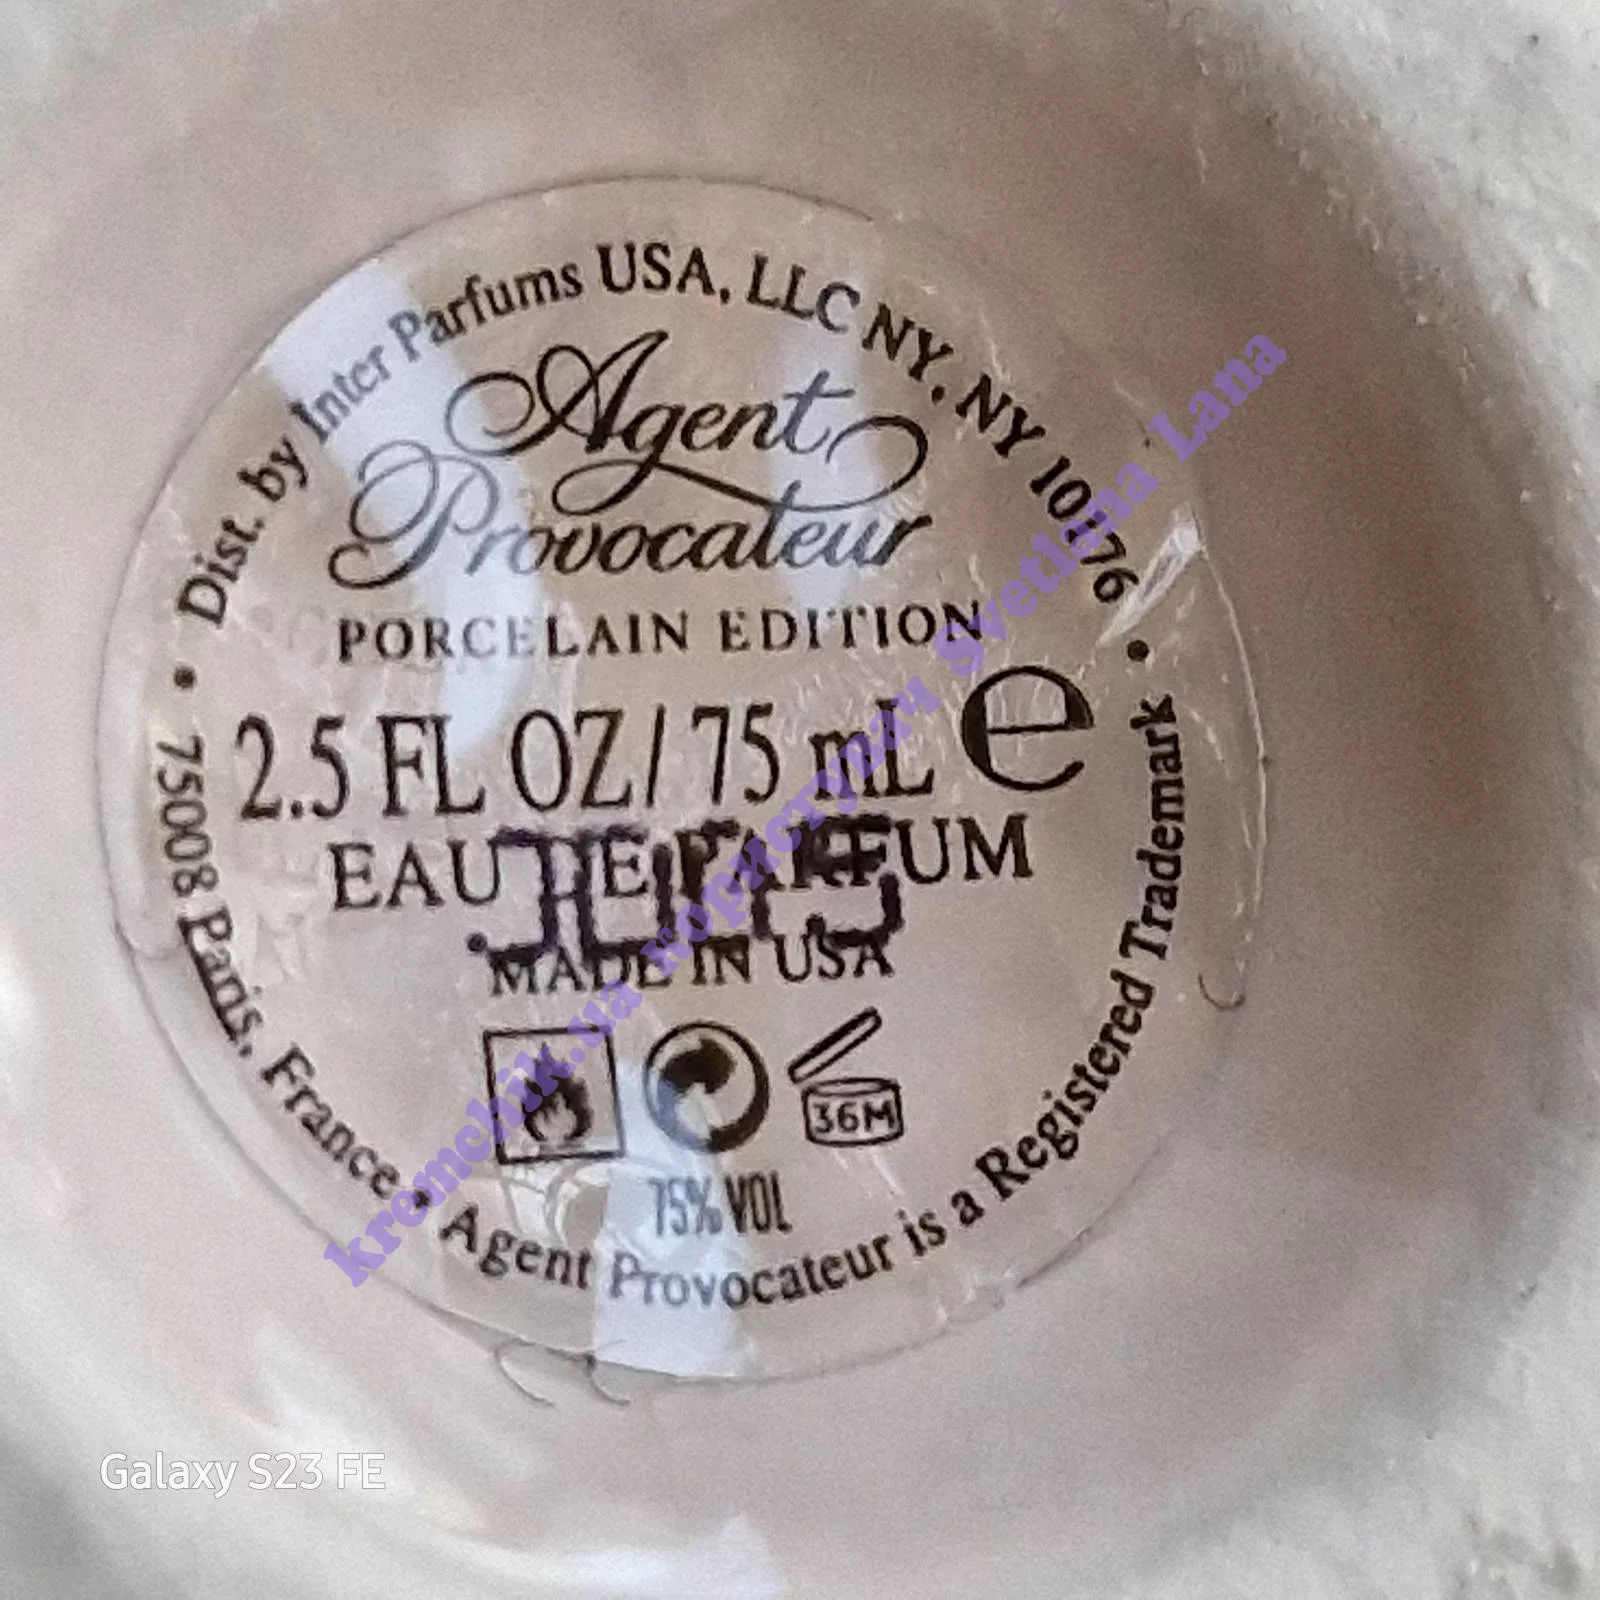 Dist. by Inter Parfums USA, LLC NY, NY 10176
Agent
Provocateur
PORCELAIN EDITION
2.5 FL OZ/ 75 mL e
EAU DE PARFUM
MADE IN USA
36M
75% VOL
Agent Provocateur is a Registered Trademark
75008 Paris, France
kremchik.ua користувач Svetlana Lana
Galaxy S23 FE